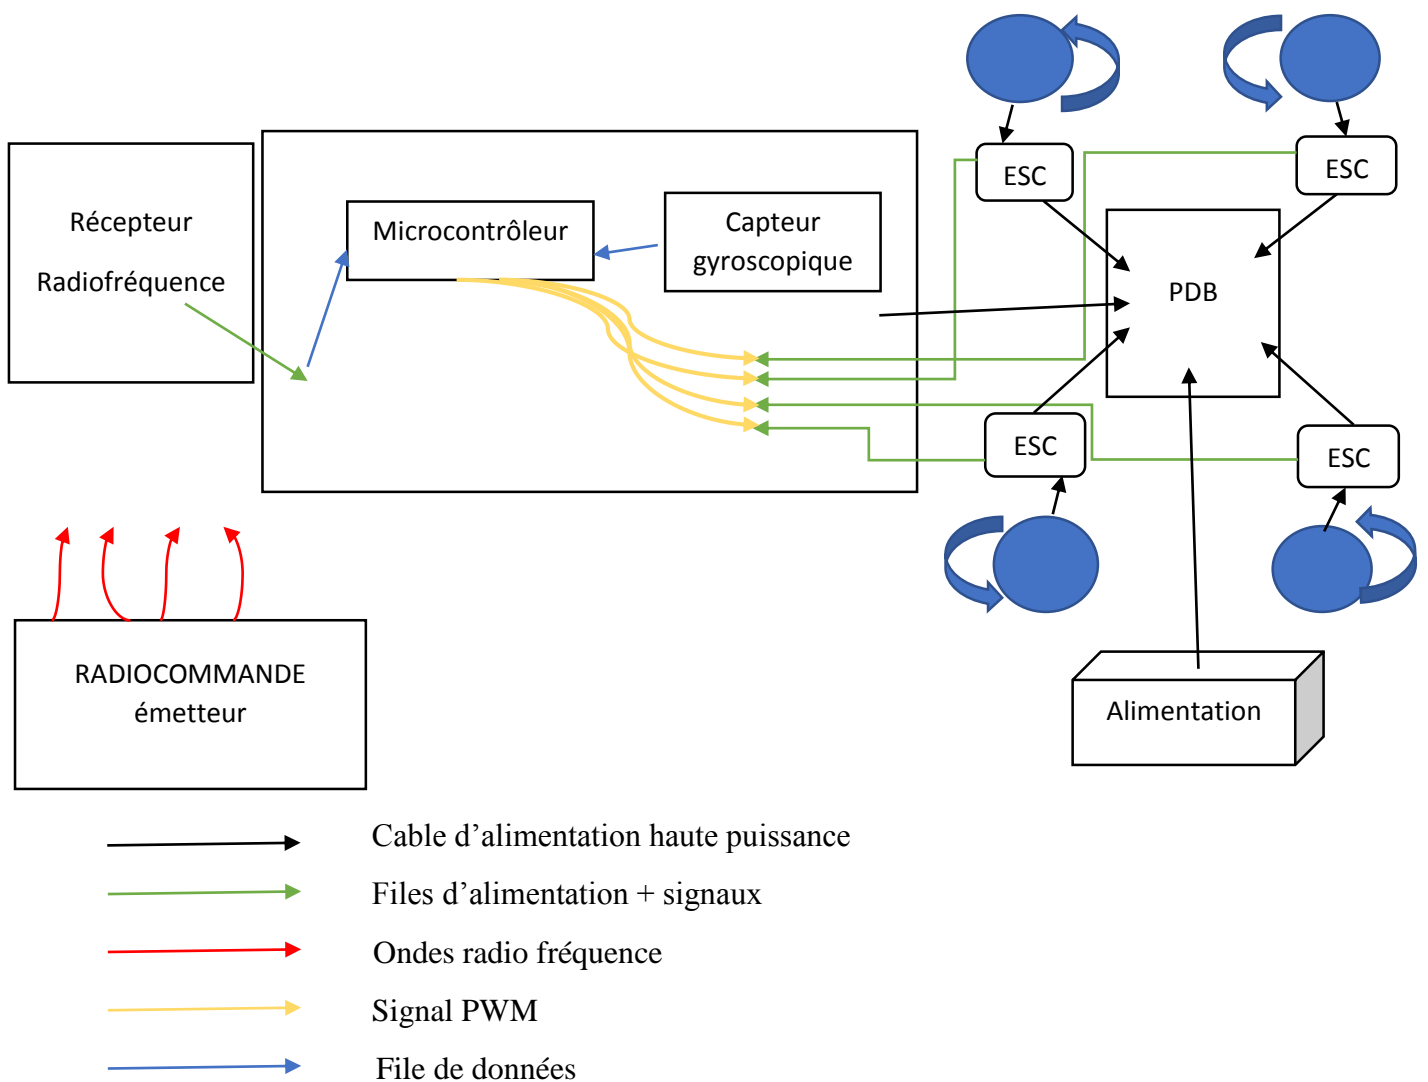 ESC
ESC
Récepteur
Radiofréquence
Microcontrôleur
Capteur
gyroscopique
PDB
ESC
ESC
RADIOCOMMANDE
émetteur
Alimentation
Cable d’alimentation haute puissance
Files d’alimentation + signaux
Ondes radio fréquence
Signal PWM
File de données